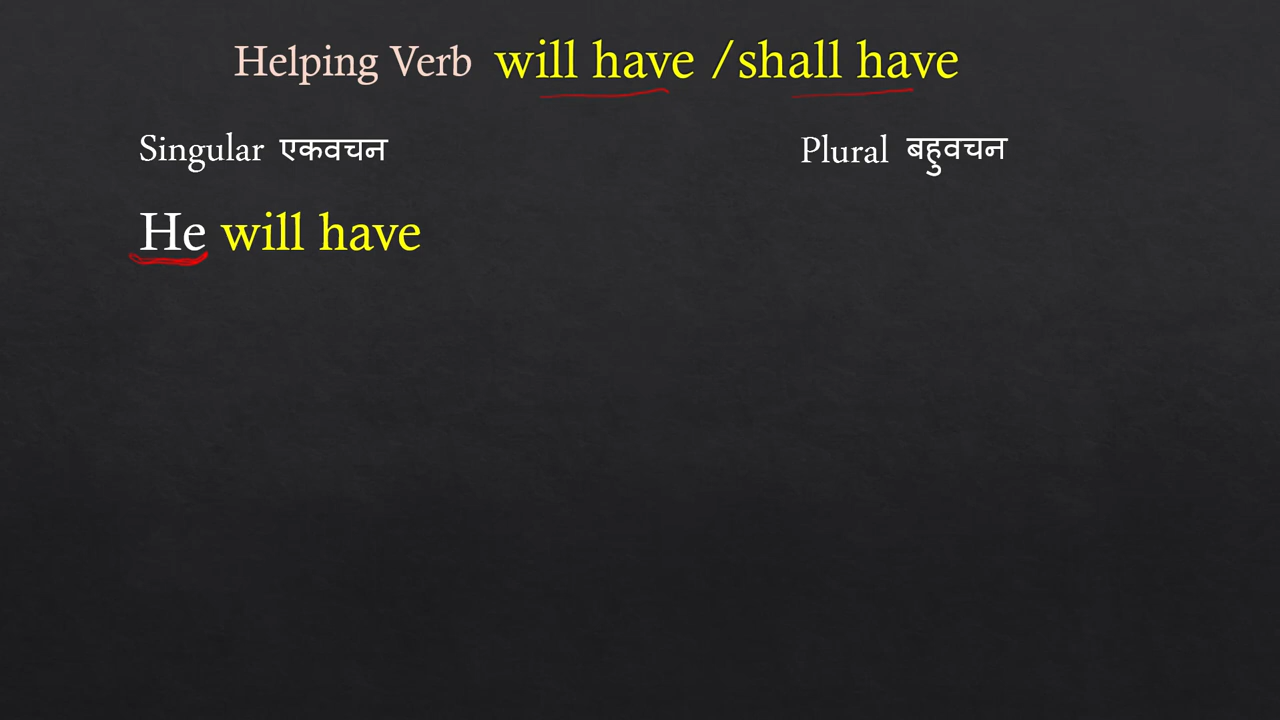 Helping Verb will have /shall have
Singular एकवचन
Plural बहुवचन
He will have